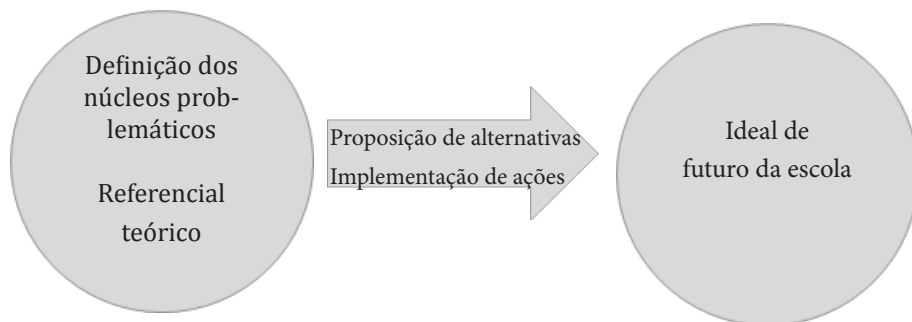 Definição dos
núcleos prob-
lemáticos
Referencial
teórico
Proposição de alternativas
Implementação de ações
Ideal de
futuro da escola